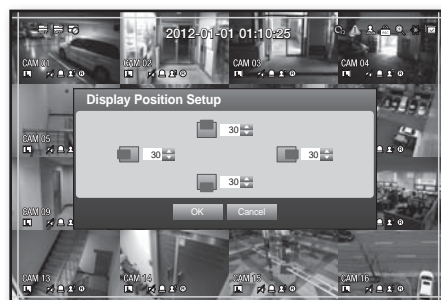 2012-01-01 01:10:25
CAM 01
CAM 02
CAM 03
CAM 04
Display Position Setup
30
30
30
30
CAM 05
CAM 09
OK
Cancel
CAM 13
CAM 14
CAM 15
CAM 16